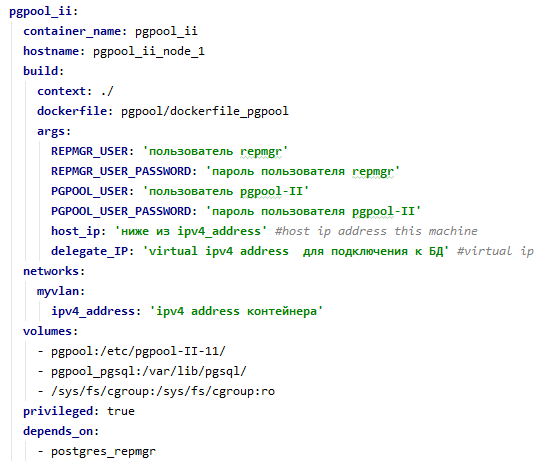 pgpool_ii:
container_name: pgpool_ii
hostname: pgpool_ii_node_1
build:
context: ./
dockerfile: pgpool/dockerfile_pgpool
args:
REPMGR_USER: 'пользователь repmgr'
REPMGR_USER_PASSWORD: 'пароль пользователя repmgr'
PGPOOL_USER: 'пользователь pgpool-II'
PGPOOL_USER_PASSWORD: 'пароль пользователя pgpool-II'
host_ip: 'ниже из ipv4_address' #host ip address this machine
delegate_IP: 'virtual ipv4 address  для подключения к БД' #virtual ip
networks:
myvlan:
ipv4_address: 'ipv4 address контейнера'
volumes:
- pgpool:/etc/pgpool-II-11/
- pgpool_pgsql:/var/lib/pgsql/
- /sys/fs/cgroup:/sys/fs/cgroup:ro
privileged: true
depends_on:
- postgres_repmgr